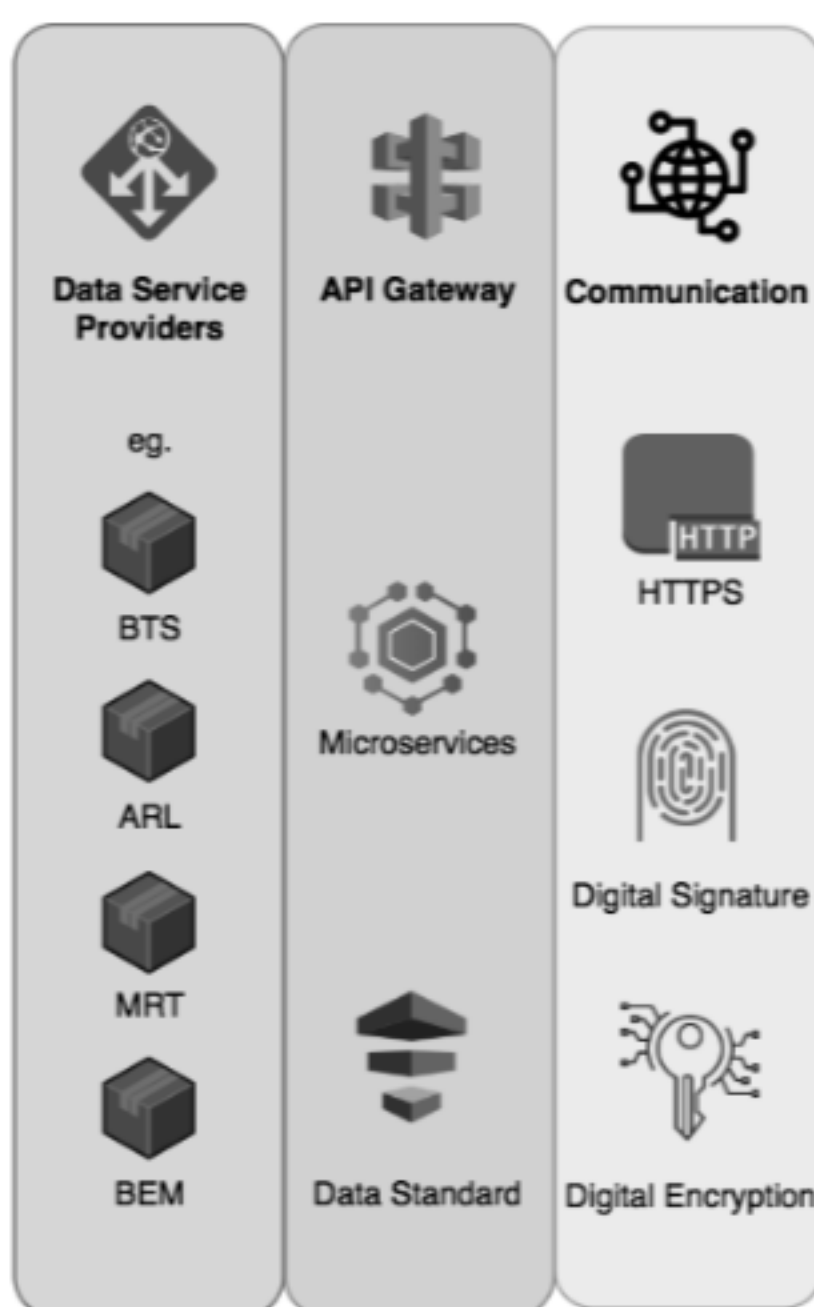 Data Service
Providers
eg.
BTS
ARL
MRT
BEM
API Gateway
Microservices
Data Standard
Communication
HTTP
HTTPS
Digital Signature
Digital Encryption